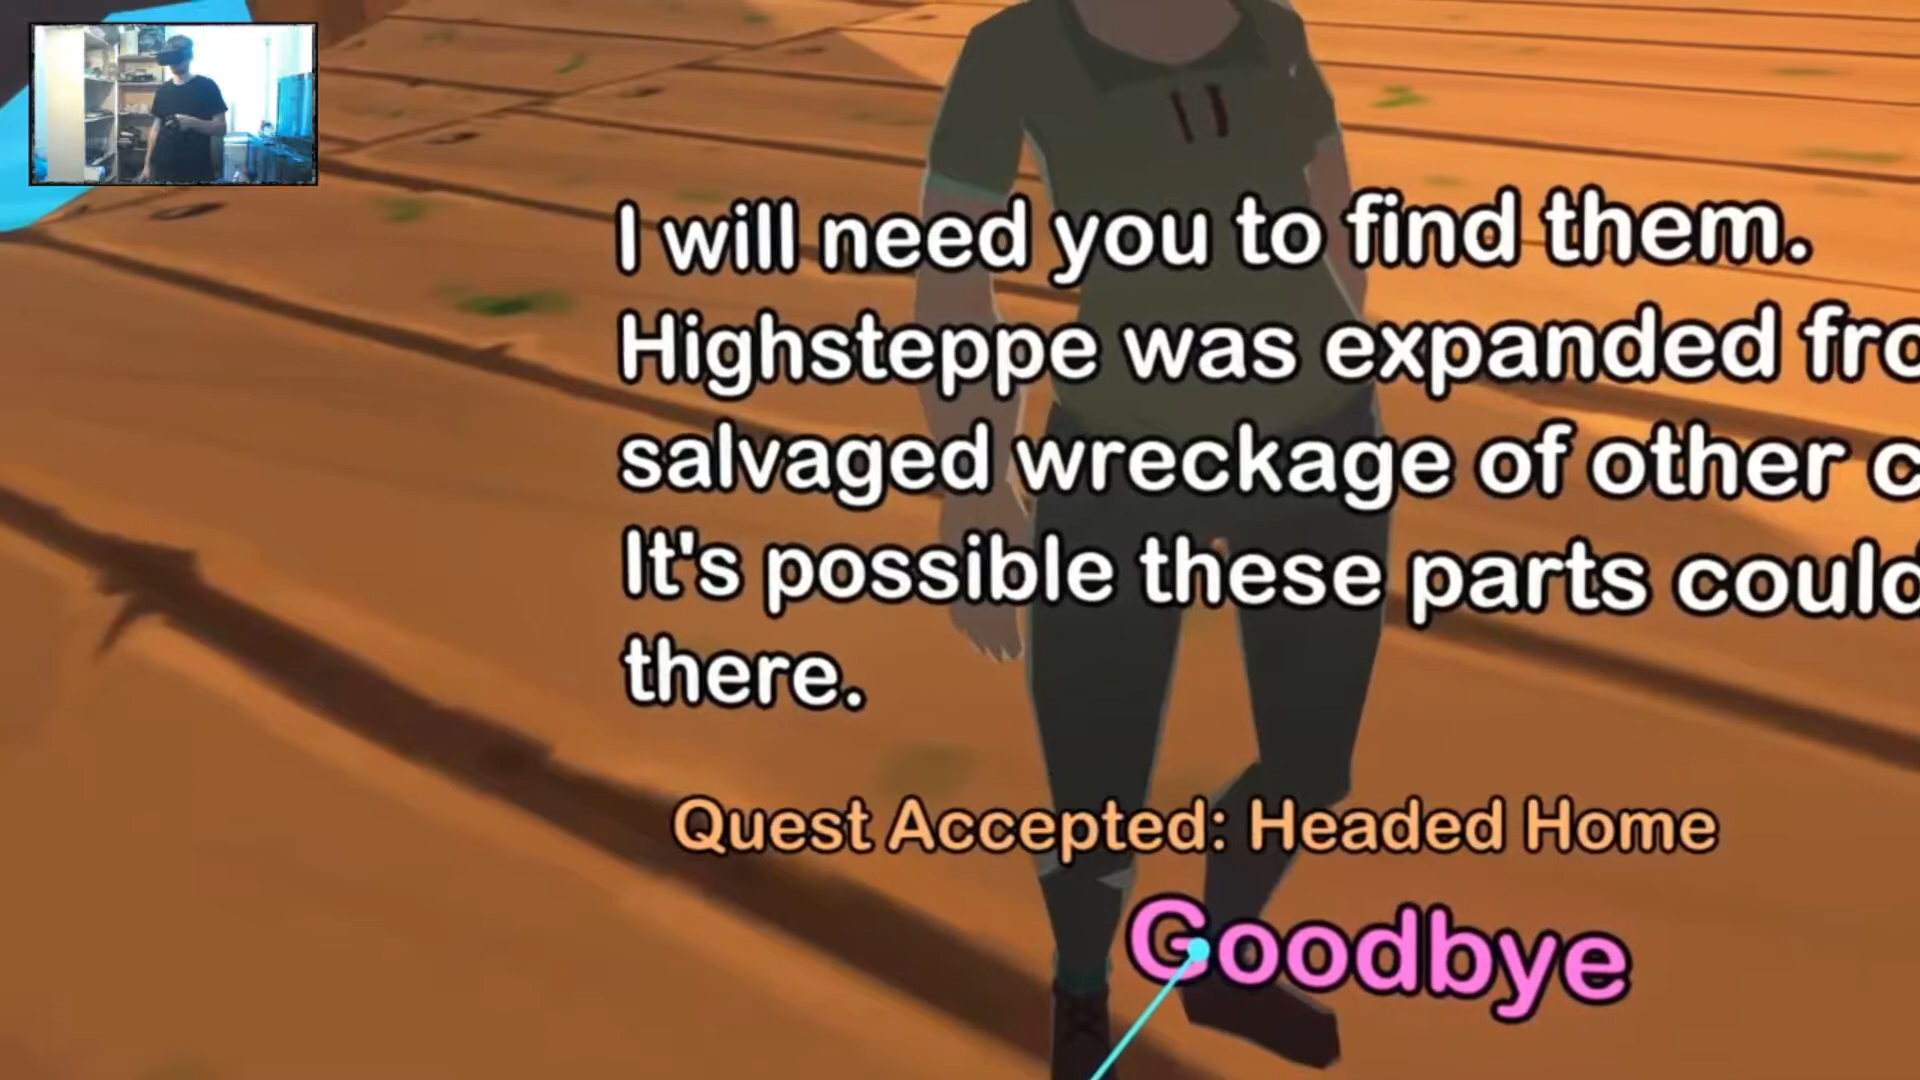 I will need you to find them.
Highsteppe was expanded
salvaged wreckage of other
It's possible these parts could
there.
Quest Accepted: Headed Home
Goodbye